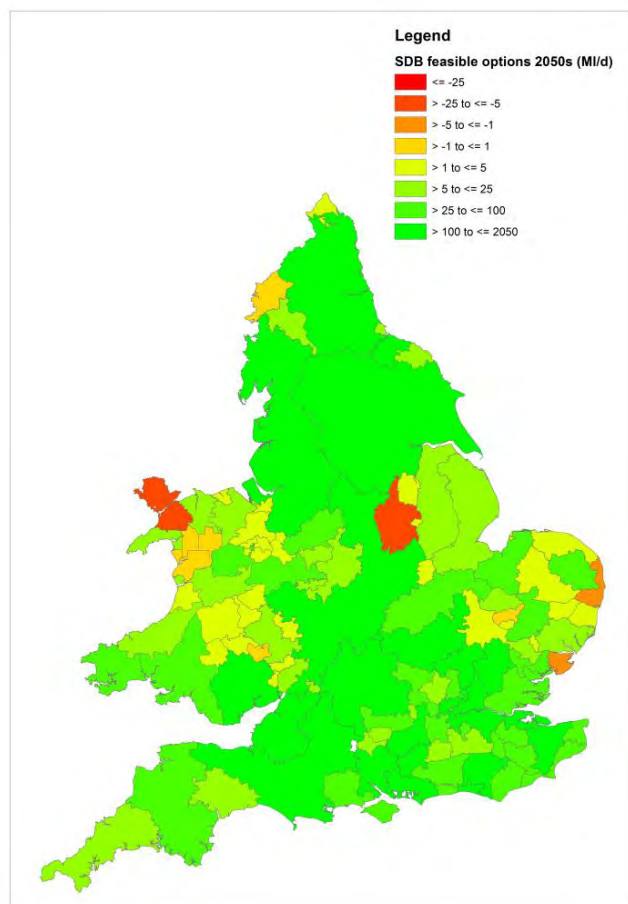 Legend
SDB feasible options 2050s (Ml/d)
<= -25
> -25 to <= -5
> -5 to <= -1
> -1 to <= 1
> 1 to <= 5
> 5 to <= 25
> 25 to <= 100
> 100 to <= 2050